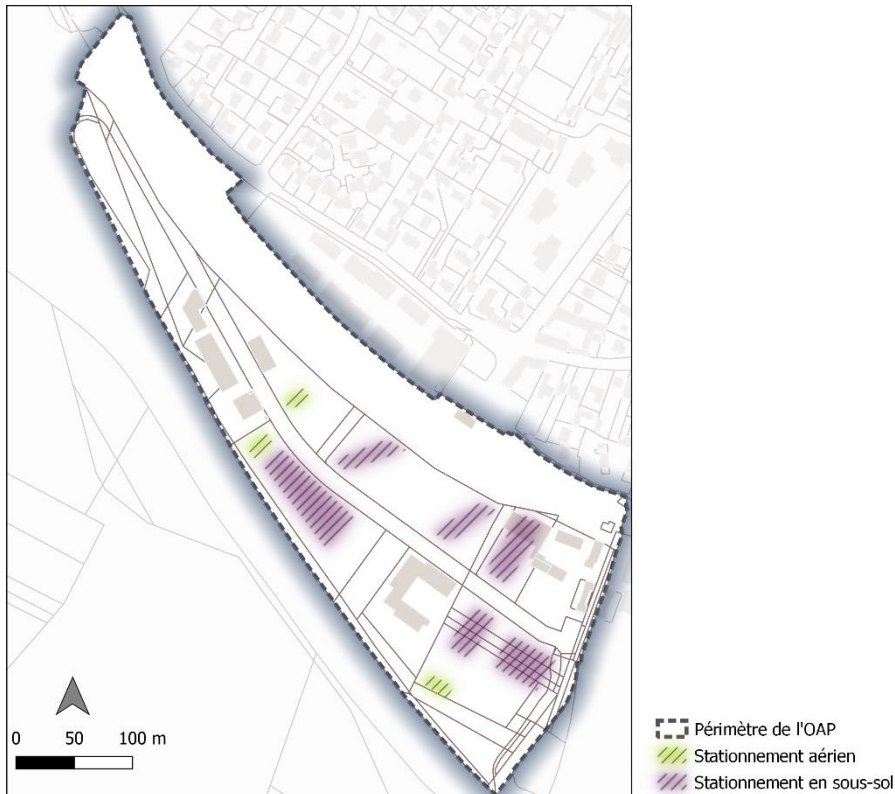 0 50 100 m
Périmètre de l'OAP
Stationnement aérien
Stationnement en sous-sol